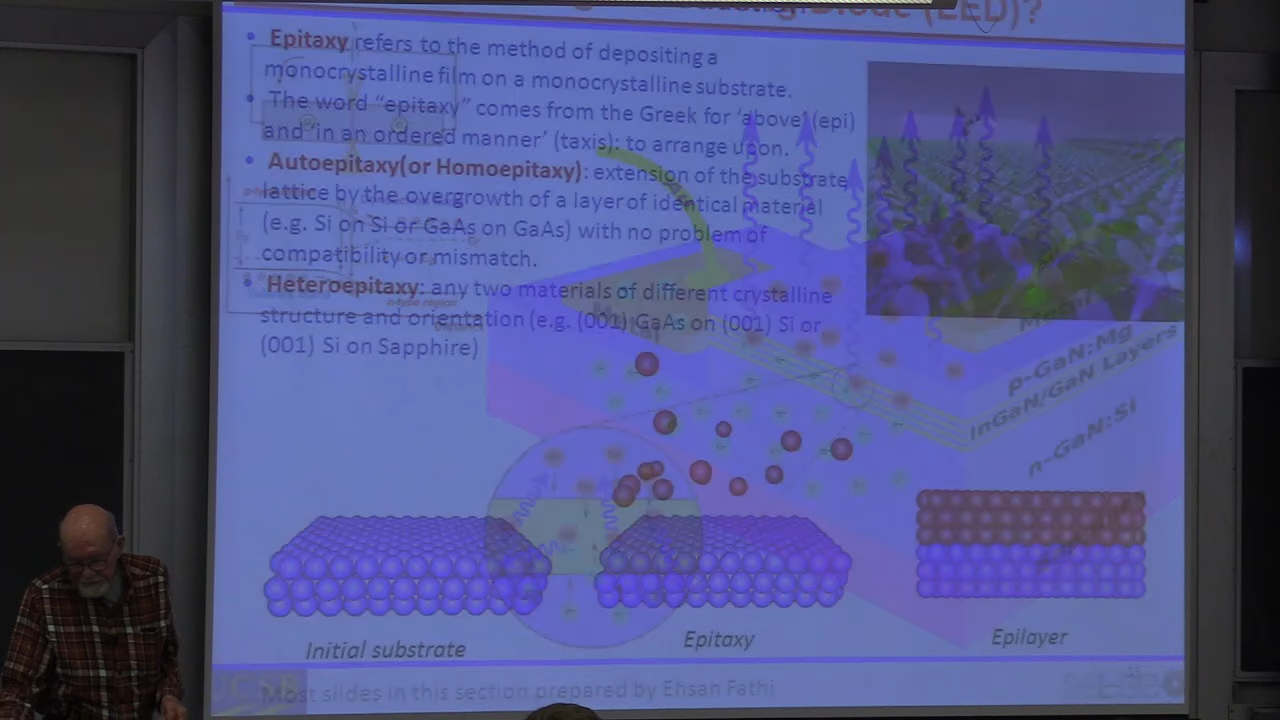 Diode (LED)?
• Epitaxy refers to the method of depositing a
monocrystalline film on a monocrystalline substrate.
• The word “epitaxy” comes from the Greek for ‘above’ (epi)
and ‘in an ordered manner’ (taxis): to arrange upon.
• Autoepitaxy(or Homoepitaxy): extension of the substrate
lattice by the overgrowth of a layer of identical material
(e.g. Si on Si or GaAs on GaAs) with no problem of
compatibility or mismatch.
• Heteroepitaxy: any two materials of different crystalline
structure and orientation (e.g. (001) GaAs on (001) Si or
(001) Si on Sapphire)
n-type region
p-GaN:Mg
InGaN/GaN Layers
n-GaN:Si
Initial substrate
Epitaxy
Epilayer
Most slides in this section prepared by Ehsan Fathi